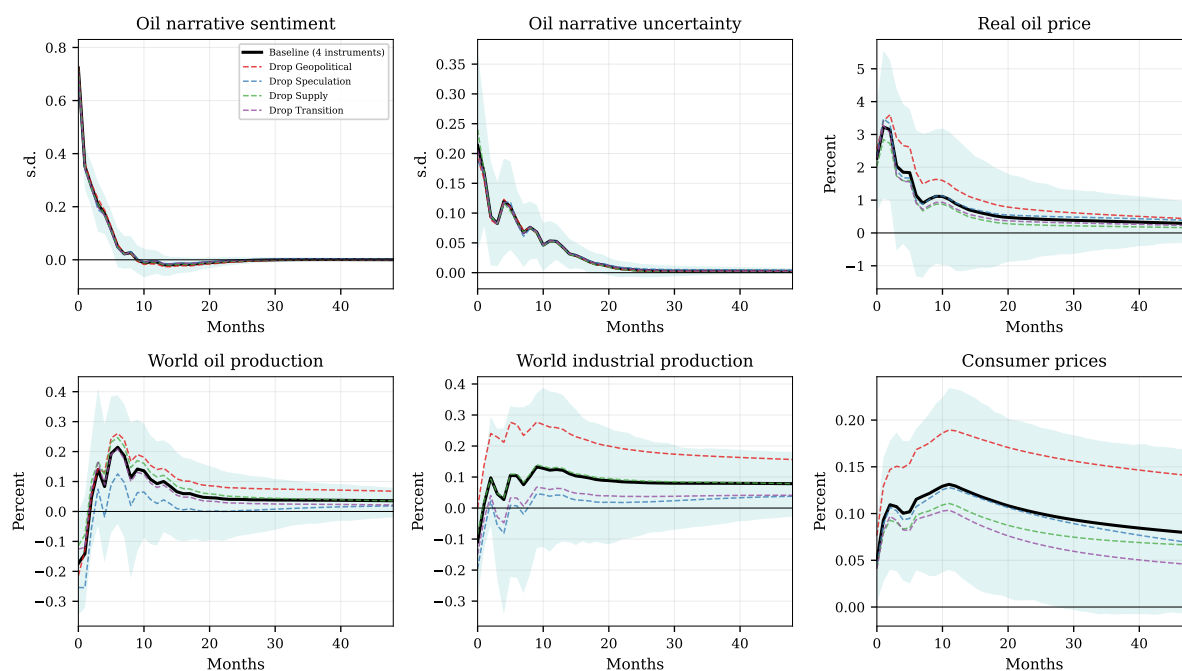 Oil narrative sentiment
0.8
0.6
0.4
0.2
0.0
s.d.
0 10 20 30 40
Months
Baseline (4 instruments)
Drop Geopolitical
Drop Speculation
Drop Supply
Drop Transition
Oil narrative uncertainty
0.35
0.30
0.25
0.20
0.15
0.10
0.05
0.00
s.d.
0 10 20 30 40
Months
Real oil price
5
4
3
2
1
0
−1
Percent
0 10 20 30 40
Months
World oil production
0.4
0.3
0.2
0.1
0.0
−0.1
−0.2
−0.3
Percent
0 10 20 30 40
Months
World industrial production
0.4
0.3
0.2
0.1
0.0
−0.1
−0.2
−0.3
Percent
0 10 20 30 40
Months
Consumer prices
0.20
0.15
0.10
0.05
0.00
Percent
0 10 20 30 40
Months